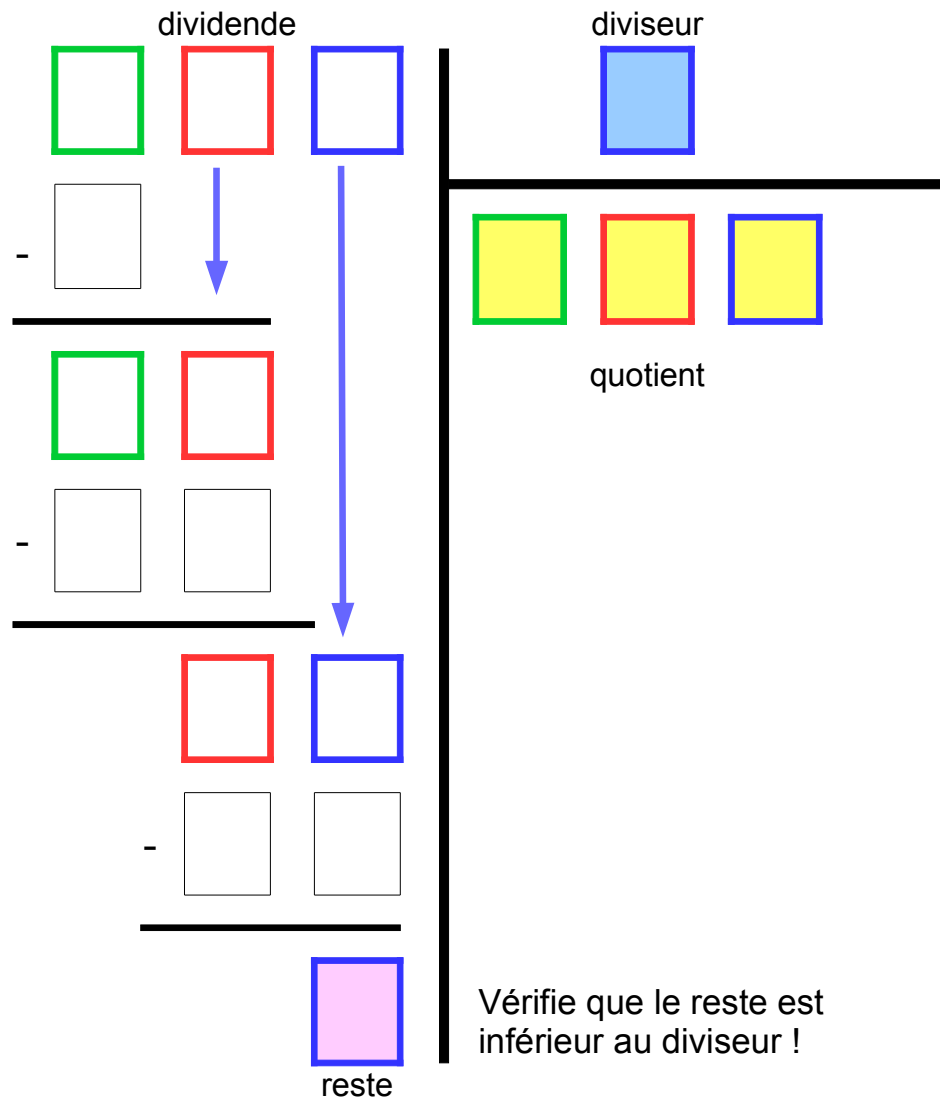 dividende
diviseur
-
quotient
-
-
Vérifie que le reste est
inférieur au diviseur !
reste